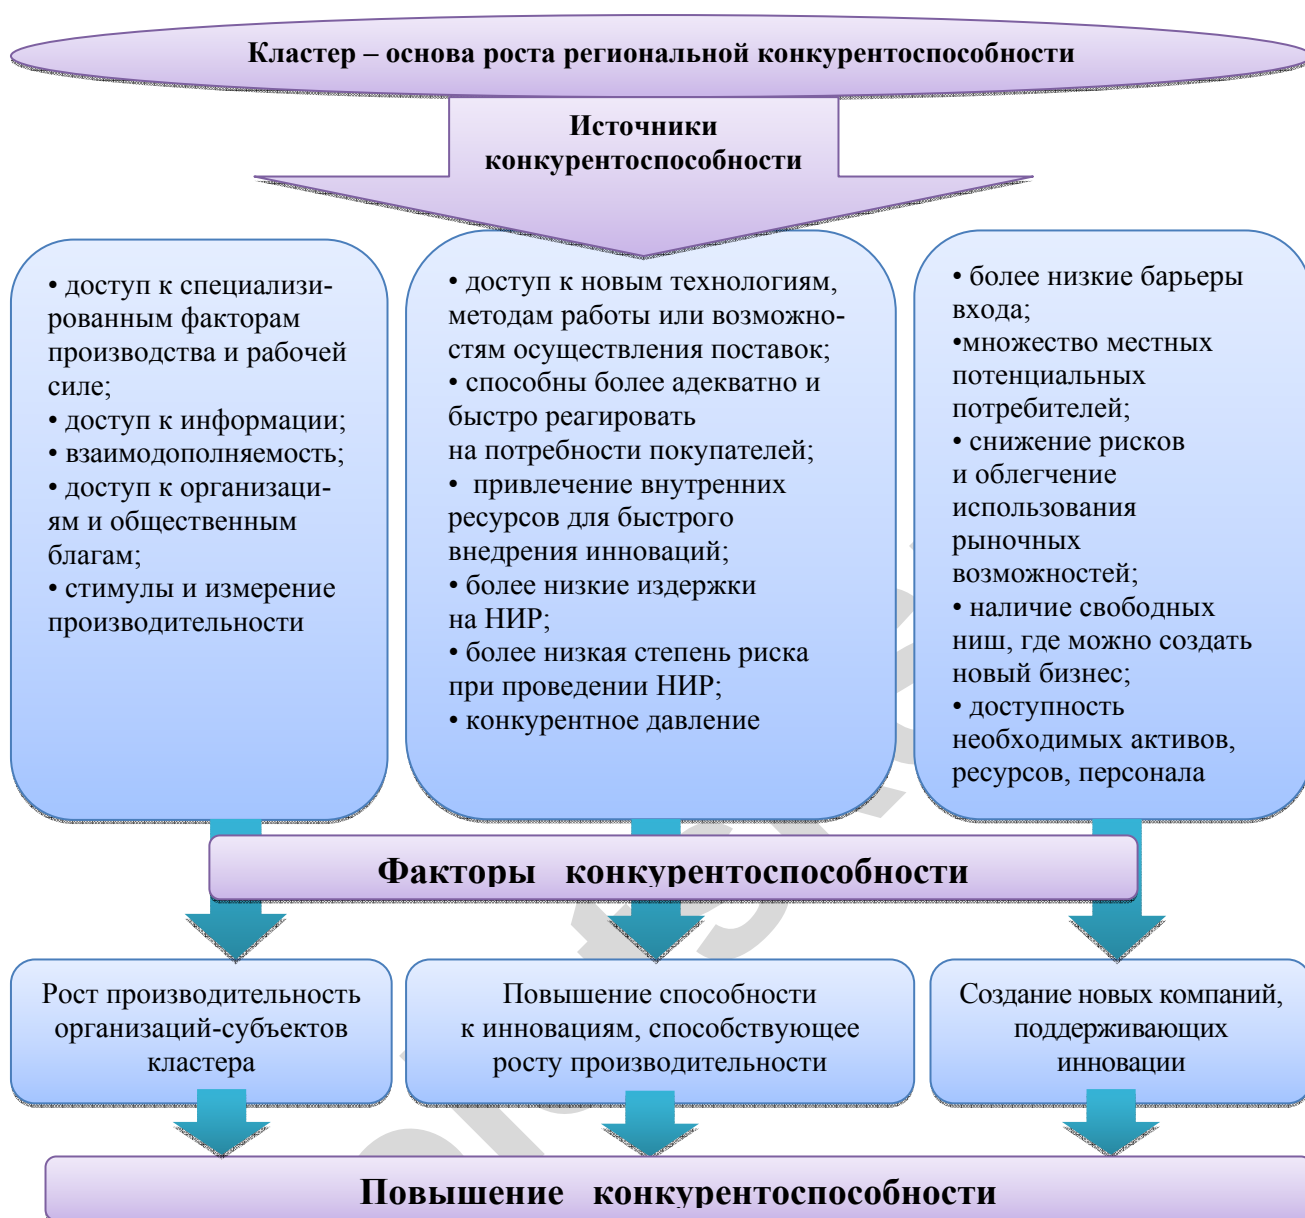 Кластер – основа роста региональной конкурентоспособности
Источники
конкурентоспособности
• доступ к специализи-
рованным факторам
производства и рабочей
силе;
• доступ к информации;
• взаимодополняемость;
• доступ к организаци-
ям и общественным
благам;
• стимулы и измерение
производительности
• доступ к новым технологиям,
методам работы или возможно-
стям осуществления поставок;
• способны более адекватно и
быстро реагировать
на потребности покупателей;
• привлечение внутренних
ресурсов для быстрого
внедрения инноваций;
• более низкие издержки
на НИР;
• более низкая степень риска
при проведении НИР;
• конкурентное давление
• более низкие барьеры
входа;
•множество местных
потенциальных
потребителей;
• снижение рисков
и облегчение
использования
рыночных
возможностей;
• наличие свободных
ниш, где можно создать
новый бизнес;
• доступность
необходимых активов,
ресурсов, персонала
Факторы конкурентоспособности
Рост производительность
организаций-субъектов
кластера
Повышение способности
к инновациям, способствующее
росту производительности
Создание новых компаний,
поддерживающих
инновации
Повышение конкурентоспособности